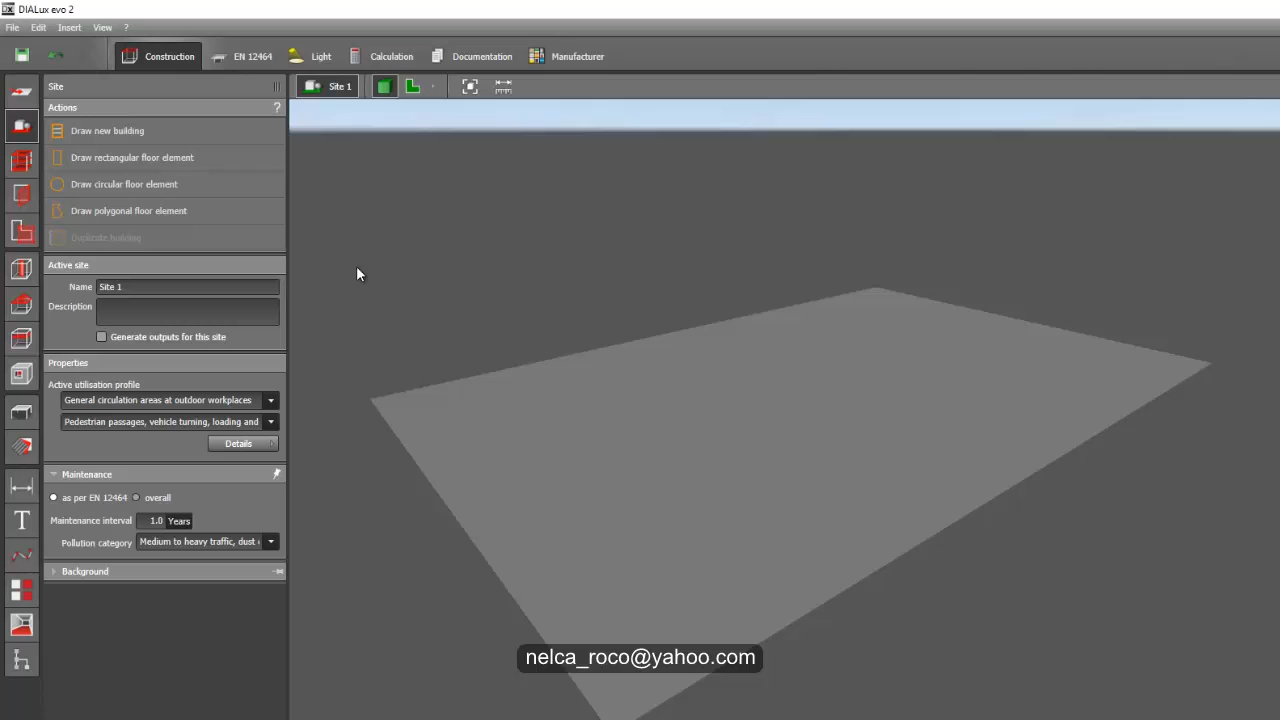 DIALux evo 2
File Edit Insert View ?
Construction EN 12464 Light Calculation Documentation Manufacturer
Site
Site 1
Actions ?
Draw new building
Draw rectangular floor element
Draw circular floor element
Draw polygonal floor element
Duplicate building
Active site
Name Site 1
Description
Generate outputs for this site
Properties
Active utilisation profile
General circulation areas at outdoor workplaces
Pedestrian passages, vehicle turning, loading and
Details
Maintenance
as per EN 12464 overall
Maintenance interval 1.0 Years
Pollution category Medium to heavy traffic, dust
Background
nelca_roco@yahoo.com